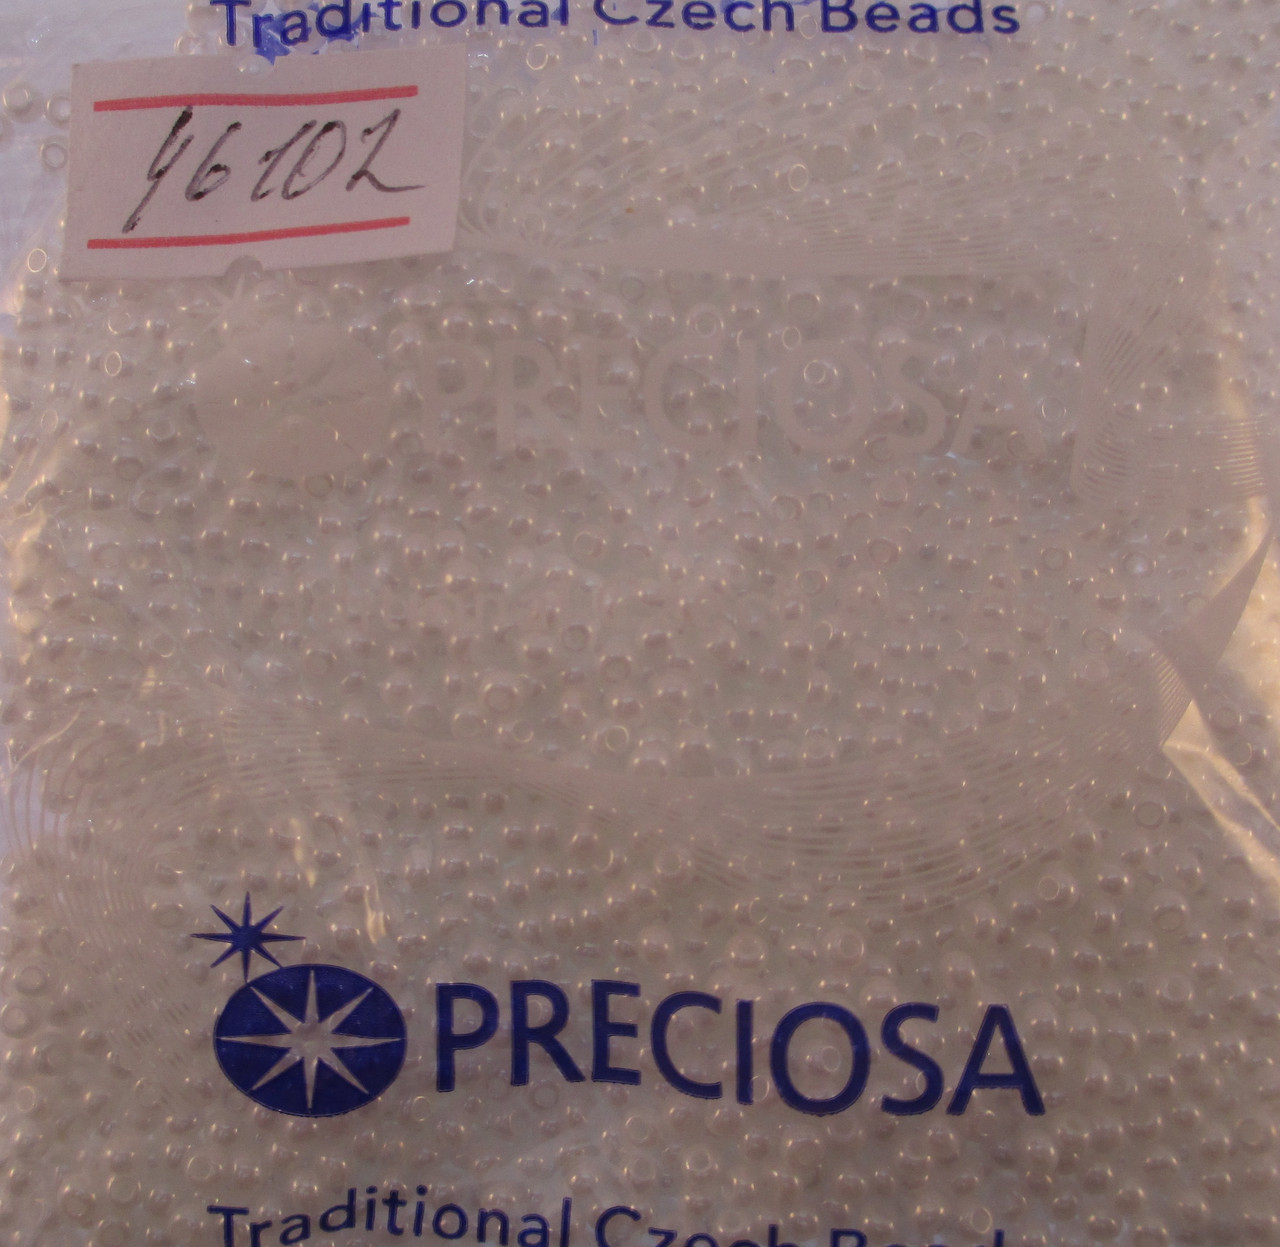 Traditional Czech Beads
46102
PRECIOSA
PRECIOSA
Traditional Czech Beads